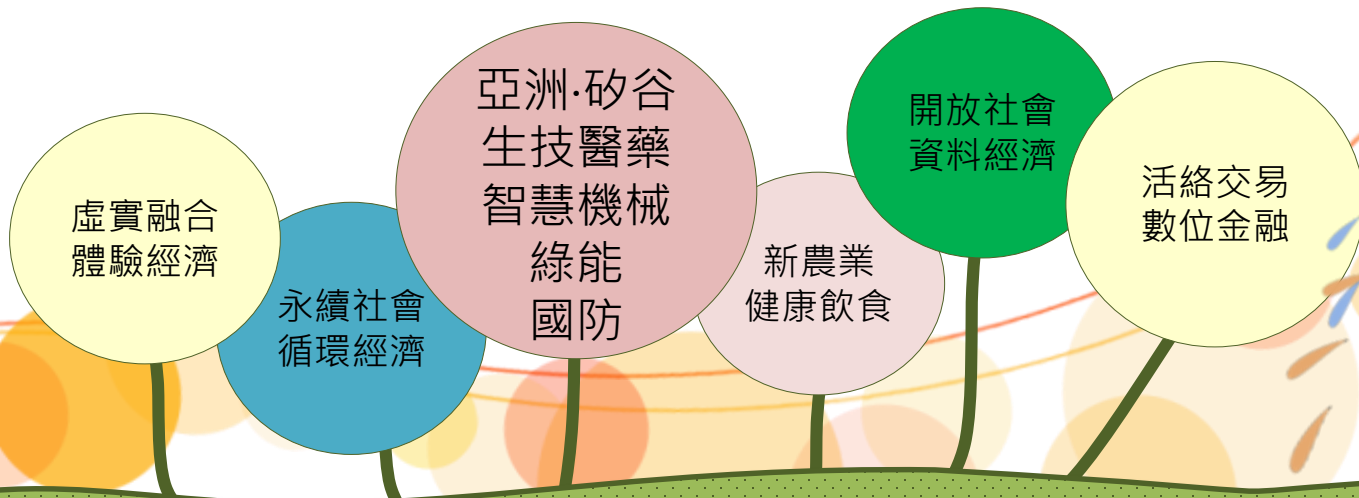 虛實融合
體驗經濟
永續社會
循環經濟
亞洲·矽谷
生技醫藥
智慧機械
綠能
國防
新農業
健康飲食
開放社會
資料經濟
活絡交易
數位金融